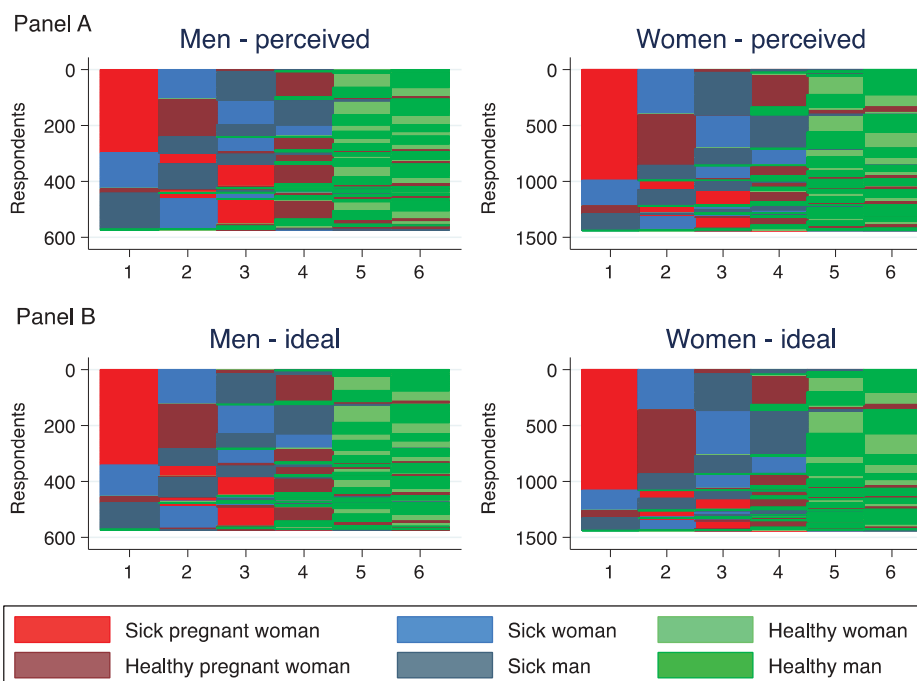 Panel A
Men - perceived
Women - perceived
Respondents
0
200
400
600
1 2 3 4 5 6
Respondents
0
500
1000
1500
1 2 3 4 5 6
Panel B
Men - ideal
Women - ideal
Respondents
0
200
400
600
1 2 3 4 5 6
Respondents
0
500
1000
1500
1 2 3 4 5 6
Sick pregnant woman Sick woman Healthy woman
Healthy pregnant woman Sick man Healthy man